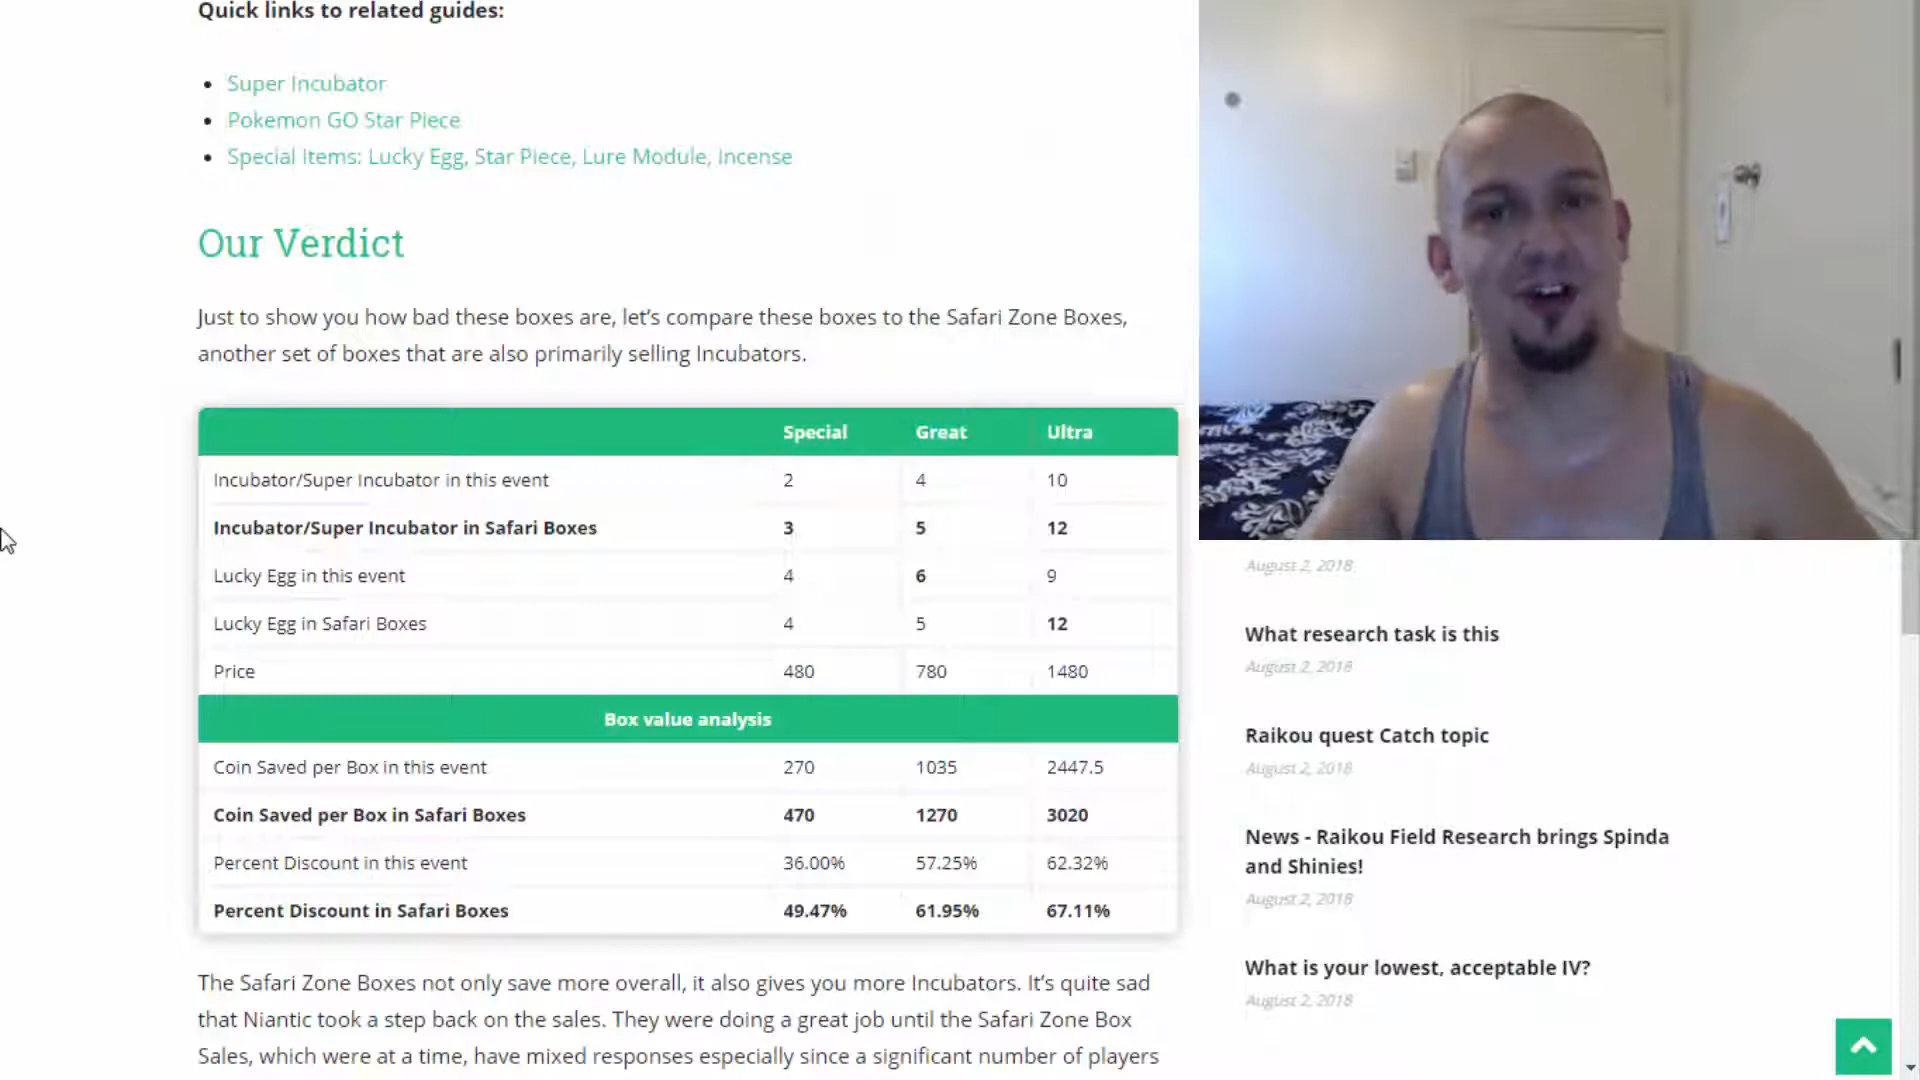 Quick links to related guides:
Super Incubator
Pokemon GO Star Piece
Special Items: Lucky Egg, Star Piece, Lure Module, Incense
Our Verdict
Just to show you how bad these boxes are, let's compare these boxes to the Safari Zone Boxes,
another set of boxes that are also primarily selling Incubators.
Special Great Ultra
Incubator/Super Incubator in this event 2 4 10
Incubator/Super Incubator in Safari Boxes 3 5 12
Lucky Egg in this event 4 6 9
Lucky Egg in Safari Boxes 4 5 12
Price 480 780 1480
Box value analysis
Coin Saved per Box in this event 270 1035 2447.5
Coin Saved per Box in Safari Boxes 470 1270 3020
Percent Discount in this event 36.00% 57.25% 62.32%
Percent Discount in Safari Boxes 49.47% 61.95% 67.11%
The Safari Zone Boxes not only save more overall, it also gives you more Incubators. It's quite sad
that Niantic took a step back on the sales. They were doing a great job until the Safari Zone Box
Sales, which were at a time, have mixed responses especially since a significant number of players
August 2, 2018
What research task is this
August 2, 2018
Raikou quest Catch topic
August 2, 2018
News - Raikou Field Research brings Spinda
and Shinies!
August 2, 2018
What is your lowest, acceptable IV?
August 2, 2018